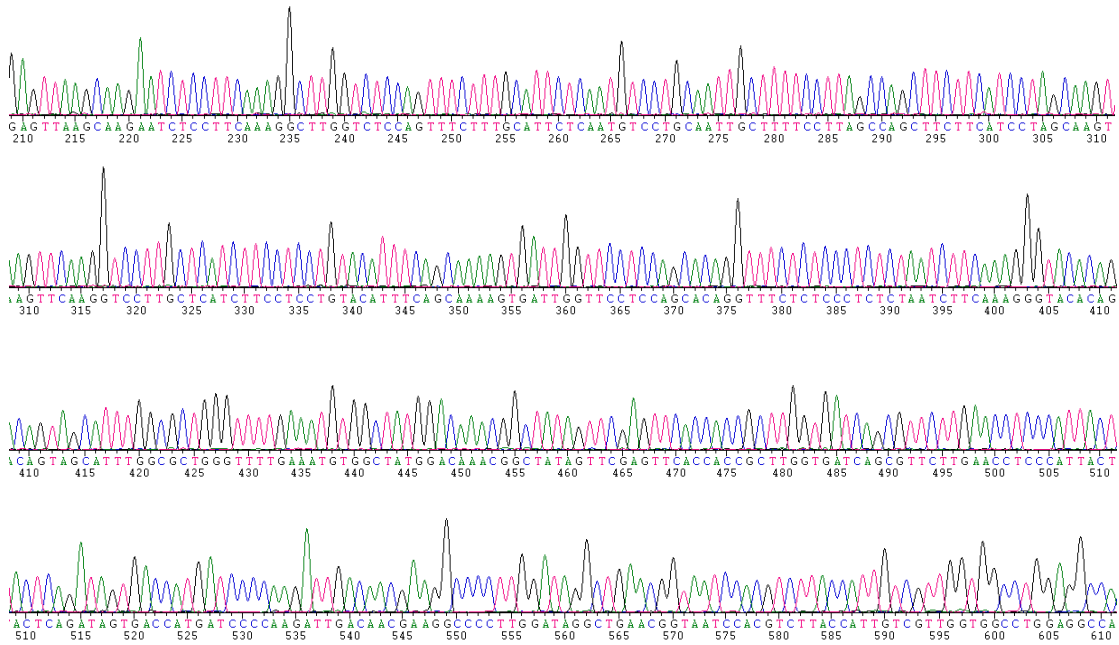 GAGTTAAGCAAGAATCTCCTTCAAAGGCTTGGTCTCCAGTTTCTTTGCATTCTCAATGTCCTGCAATTGCTTTTCCTTAGCCAGCTTCTTCATCCTAGCAAGT
210 215 220 225 230 235 240 245 250 255 260 265 270 275 280 285 290 295 300 305 310
AAGTTCAAGGTCCTTGCTCATCTTCCTCCTGTACATTTCAGCAAAAGTGATTGGTTCCTCCAGCACAGGTTTCTCTCCCTCTCTAATCTTCAAAGGGTACACAG
310 315 320 325 330 335 340 345 350 355 360 365 370 375 380 385 390 395 400 405 410
ACAGTAGCATTTGGCGCTGGGTTTTGAAATGTGGCTATGGACAAACGGCTATAGTTCGAGTTCACCACCGCTTGGTGATCAGCGTTCTTGAACCTCCCATTACT
410 415 420 425 430 435 440 445 450 455 460 465 470 475 480 485 490 495 500 505 510
ACTCAGATAGTGACCATGATCCCCAAGATTGACAACGAAGGCCCCTTGGATAGGCTGAACGGTAATCCACGTCTTACCATTGTCGTTGGTGGCCTGGAGGCCA
510 515 520 525 530 535 540 545 550 555 560 565 570 575 580 585 590 595 600 605 610